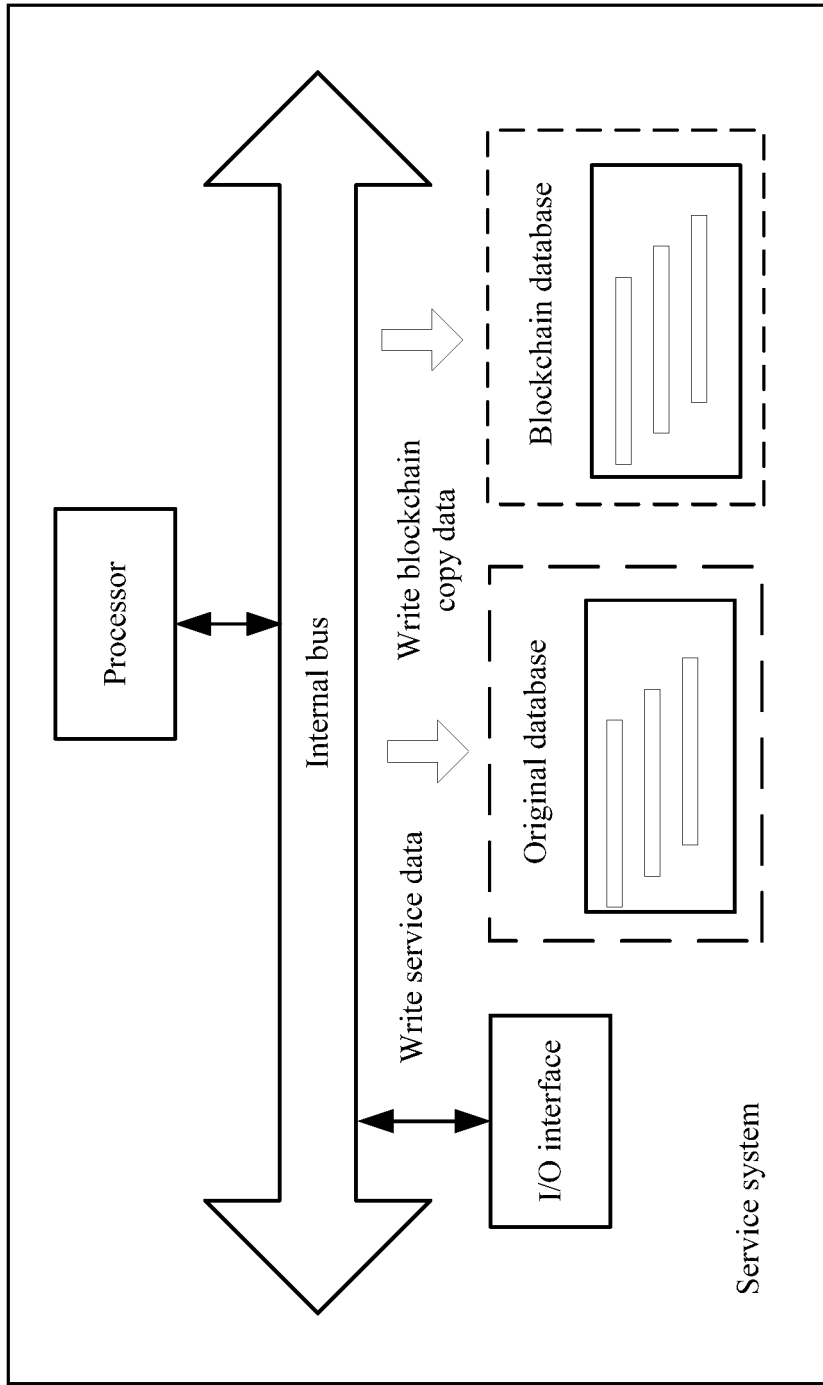 Processor
Internal bus
Write service data
Write blockchain
copy data
I/O interface
Original database
Blockchain database
Service system